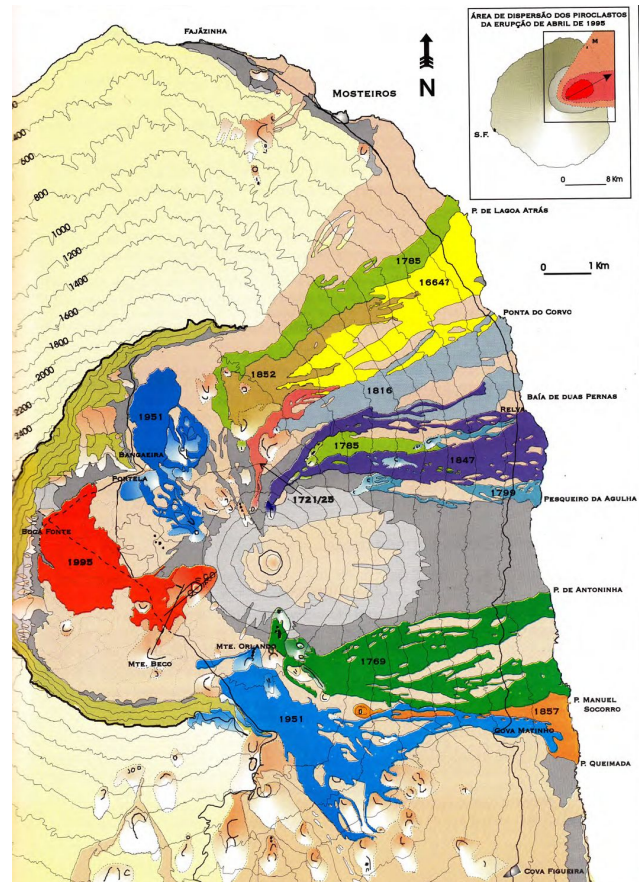 ÁREA DE DISPERSÃO DOS PIROCLASTOS
DA ERUPÇÃO DE ABRIL DE 1995
M
S.F.
0 8 Km
FAJÃZINHA
N
MOSTEIROS
P. DE LAGOA ATRÁS
0 1 Km
400
600
800
1000
1200
1400
1600
1800
2000
2200
2400
1785
1664?
PONTA DO CORVO
1852
1816
BAÍA DE DUAS PERNAS
1951
RELVA
BANGAEIRA
1785
1847
PORTELA
1799
1721/25
PESQUEIRO DA AGULHA
BOCA FONTE
1995
P. DE ANTONINHA
MTE. ORLANDO
MTE. BECO
1769
P. MANUEL
SOCORRO
1951
1857
COVA MATINHO
P. QUEIMADA
COVA FIGUEIRA